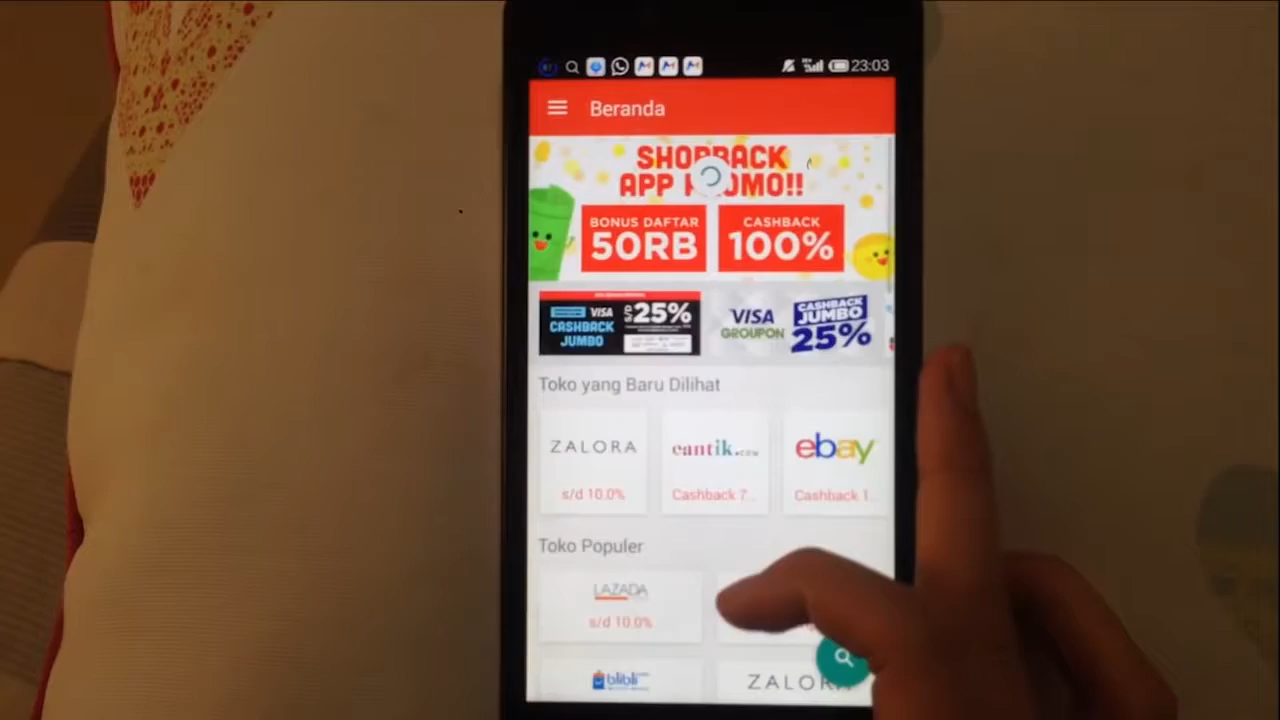 23:03
Beranda
SHOPBACK
APP PROMO!!
BONUS DAFTAR
50RB
CASHBACK
100%
VISA
S/D 25%
CASHBACK
JUMBO
VISA
GROUPON
CASHBACK
JUMBO
25%
Toko yang Baru Dilihat
ZALORA
cantik.com
ebay
s/d 10.0%
Cashback 7..
Cashback 1.
Toko Populer
LAZADA
s/d 10.0%
blibli
ZALORA